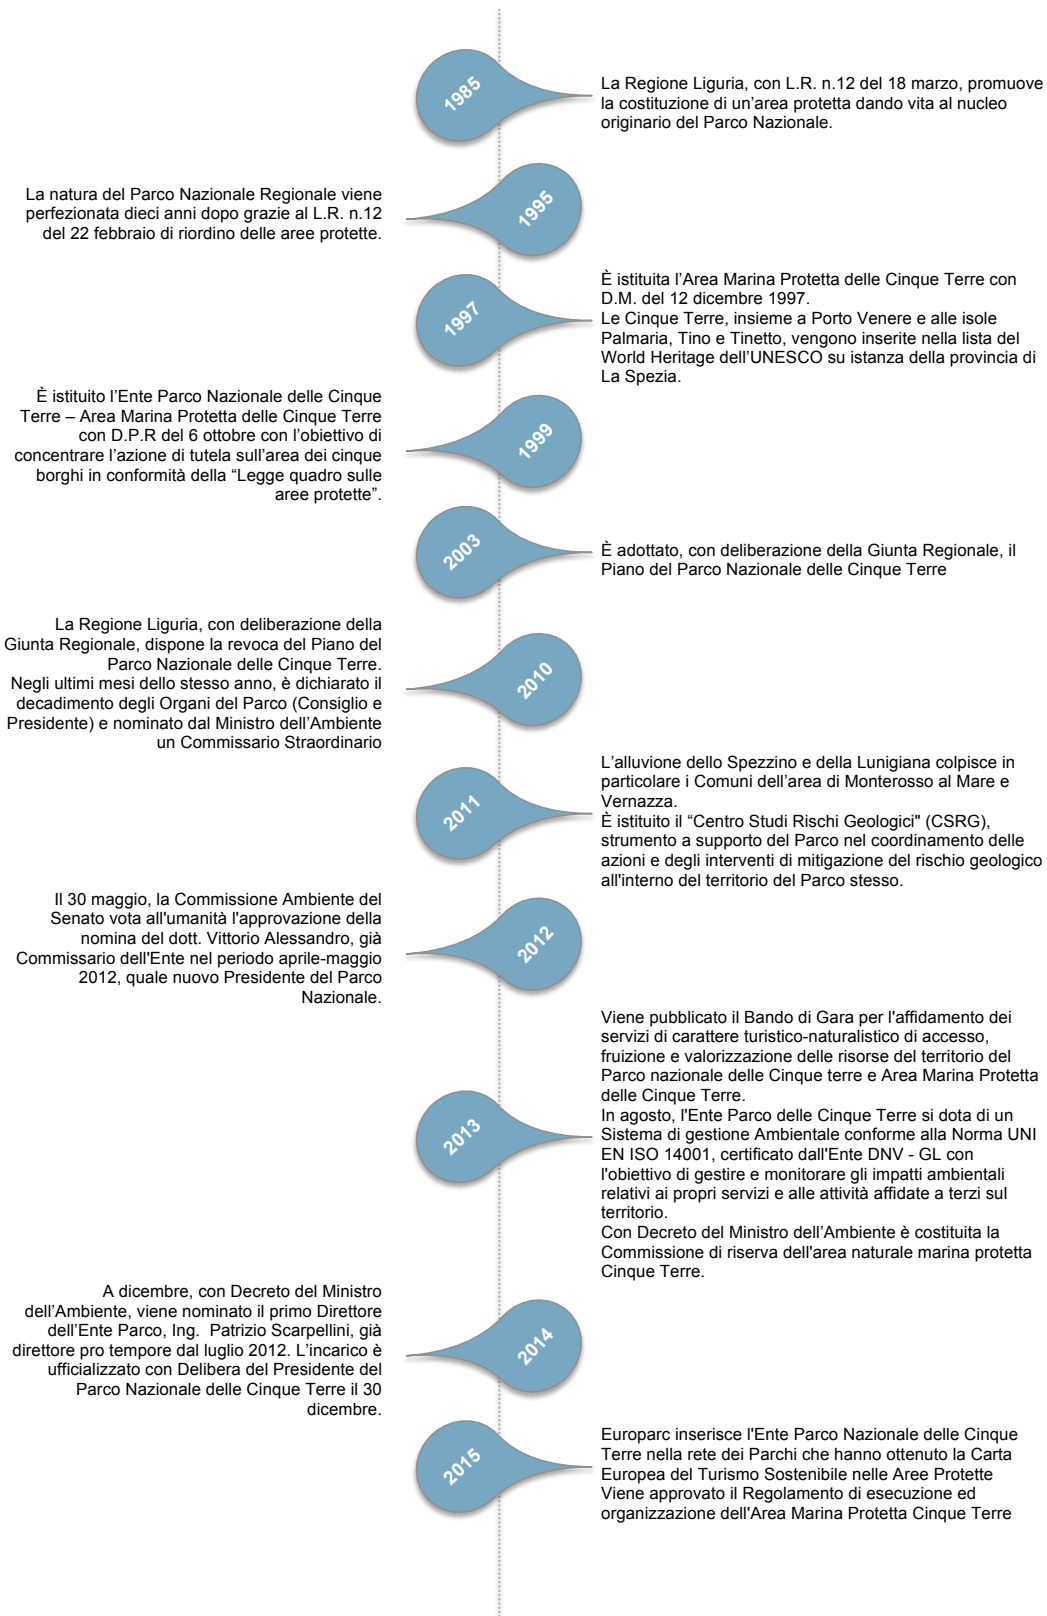 1985
La Regione Liguria, con L.R. n.12 del 18 marzo, promuove
la costituzione di un'area protetta dando vita al nucleo
originario del Parco Nazionale.
La natura del Parco Nazionale Regionale viene
perfezionata dieci anni dopo grazie al L.R. n.12
del 22 febbraio di riordino delle aree protette.
1995
1997
È istituita l'Area Marina Protetta delle Cinque Terre con
D.M. del 12 dicembre 1997.
Le Cinque Terre, insieme a Porto Venere e alle isole
Palmaria, Tino e Tinetto, vengono inserite nella lista del
World Heritage dell'UNESCO su istanza della provincia di
La Spezia.
È istituito l'Ente Parco Nazionale delle Cinque
Terre – Area Marina Protetta delle Cinque Terre
con D.P.R del 6 ottobre con l'obiettivo di
concentrare l'azione di tutela sull'area dei cinque
borghi in conformità della "Legge quadro sulle
aree protette".
1999
2003
È adottato, con deliberazione della Giunta Regionale, il
Piano del Parco Nazionale delle Cinque Terre
La Regione Liguria, con deliberazione della
Giunta Regionale, dispone la revoca del Piano del
Parco Nazionale delle Cinque Terre.
Negli ultimi mesi dello stesso anno, è dichiarato il
decadimento degli Organi del Parco (Consiglio e
Presidente) e nominato dal Ministro dell'Ambiente
un Commissario Straordinario
2010
2011
L'alluvione dello Spezzino e della Lunigiana colpisce in
particolare i Comuni dell'area di Monterosso al Mare e
Vernazza.
È istituito il "Centro Studi Rischi Geologici" (CSRG),
strumento a supporto del Parco nel coordinamento delle
azioni e degli interventi di mitigazione del rischio geologico
all'interno del territorio del Parco stesso.
Il 30 maggio, la Commissione Ambiente del
Senato vota all'umanità l'approvazione della
nomina del dott. Vittorio Alessandro, già
Commissario dell'Ente nel periodo aprile-maggio
2012, quale nuovo Presidente del Parco
Nazionale.
2012
2013
Viene pubblicato il Bando di Gara per l'affidamento dei
servizi di carattere turistico-naturalistico di accesso,
fruizione e valorizzazione delle risorse del territorio del
Parco nazionale delle Cinque terre e Area Marina Protetta
delle Cinque Terre.
In agosto, l'Ente Parco delle Cinque Terre si dota di un
Sistema di gestione Ambientale conforme alla Norma UNI
EN ISO 14001, certificato dall'Ente DNV - GL con
l'obiettivo di gestire e monitorare gli impatti ambientali
relativi ai propri servizi e alle attività affidate a terzi sul
territorio.
Con Decreto del Ministro dell'Ambiente è costituita la
Commissione di riserva dell'area naturale marina protetta
Cinque Terre.
A dicembre, con Decreto del Ministro
dell'Ambiente, viene nominato il primo Direttore
dell'Ente Parco, Ing. Patrizio Scarpellini, già
direttore pro tempore dal luglio 2012. L'incarico è
ufficializzato con Delibera del Presidente del
Parco Nazionale delle Cinque Terre il 30
dicembre.
2014
2015
Europarc inserisce l'Ente Parco Nazionale delle Cinque
Terre nella rete dei Parchi che hanno ottenuto la Carta
Europea del Turismo Sostenibile nelle Aree Protette
Viene approvato il Regolamento di esecuzione ed
organizzazione dell'Area Marina Protetta Cinque Terre